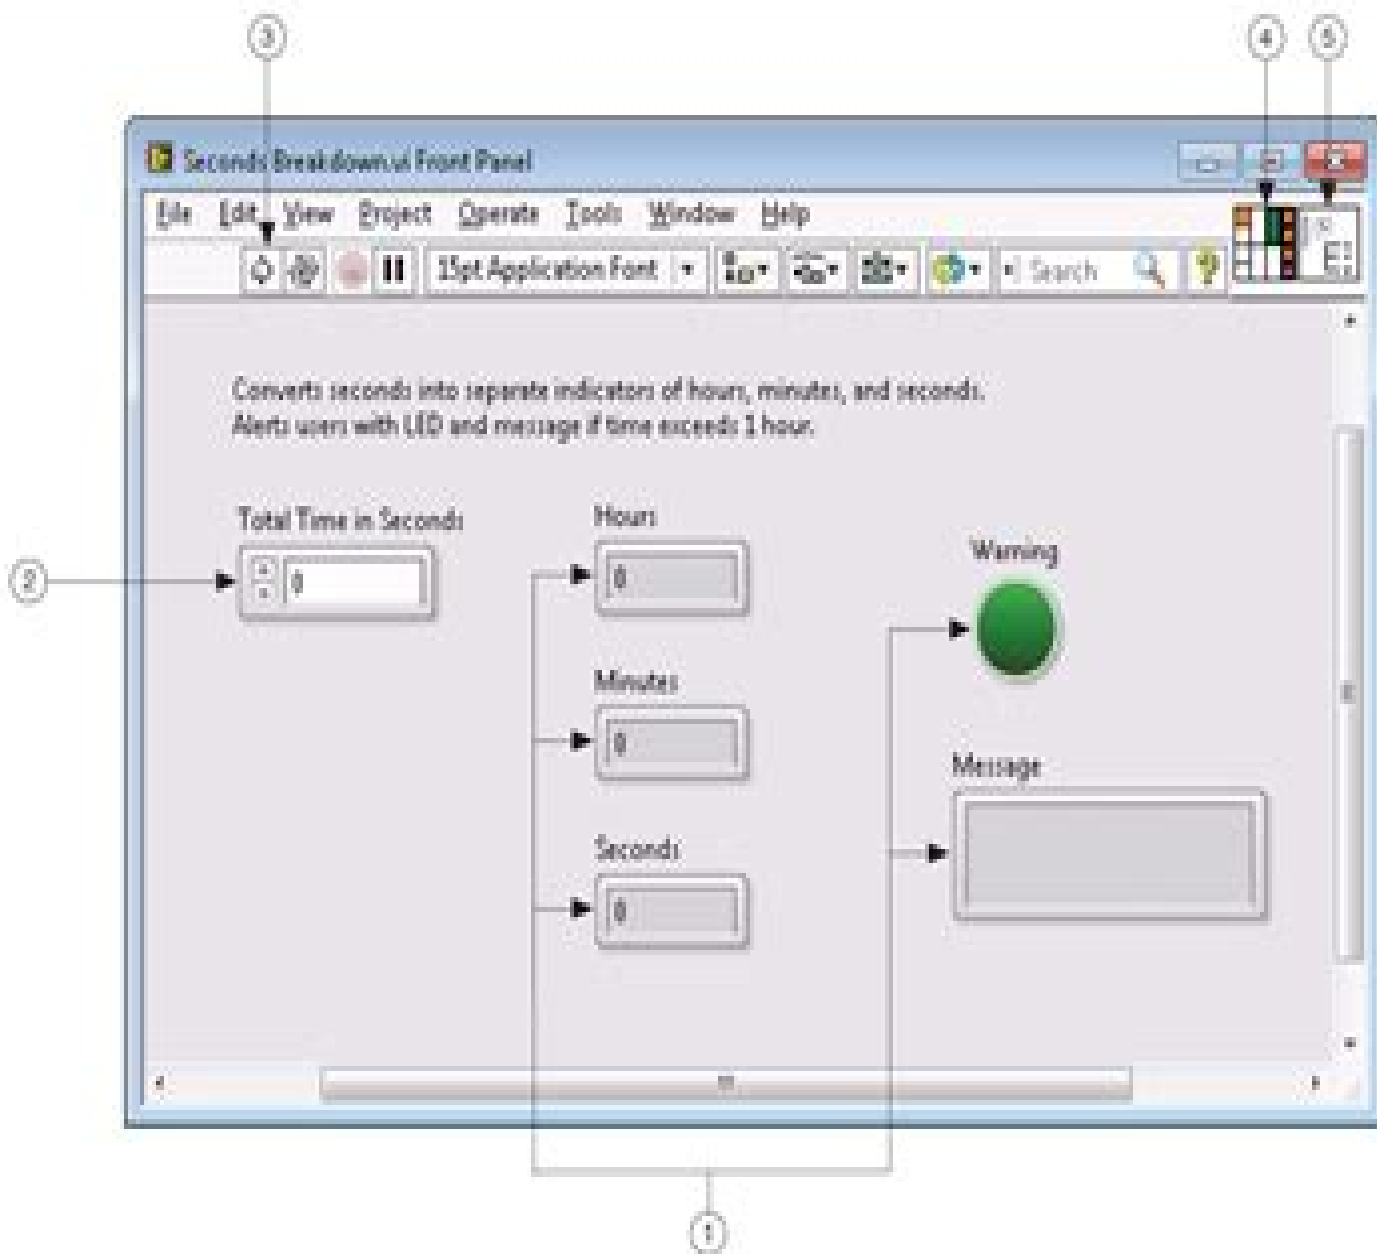 3
4 5
Seconds Breakdown.vi Front Panel
File Edit View Project Operate Tools Window Help
15pt Application Font
Search
Converts seconds into separate indicators of hours, minutes, and seconds.
Alerts users with LED and message if time exceeds 1 hour.
Total Time in Seconds
0
2
Hours
0
Warning
Minutes
0
Message
Seconds
0
1